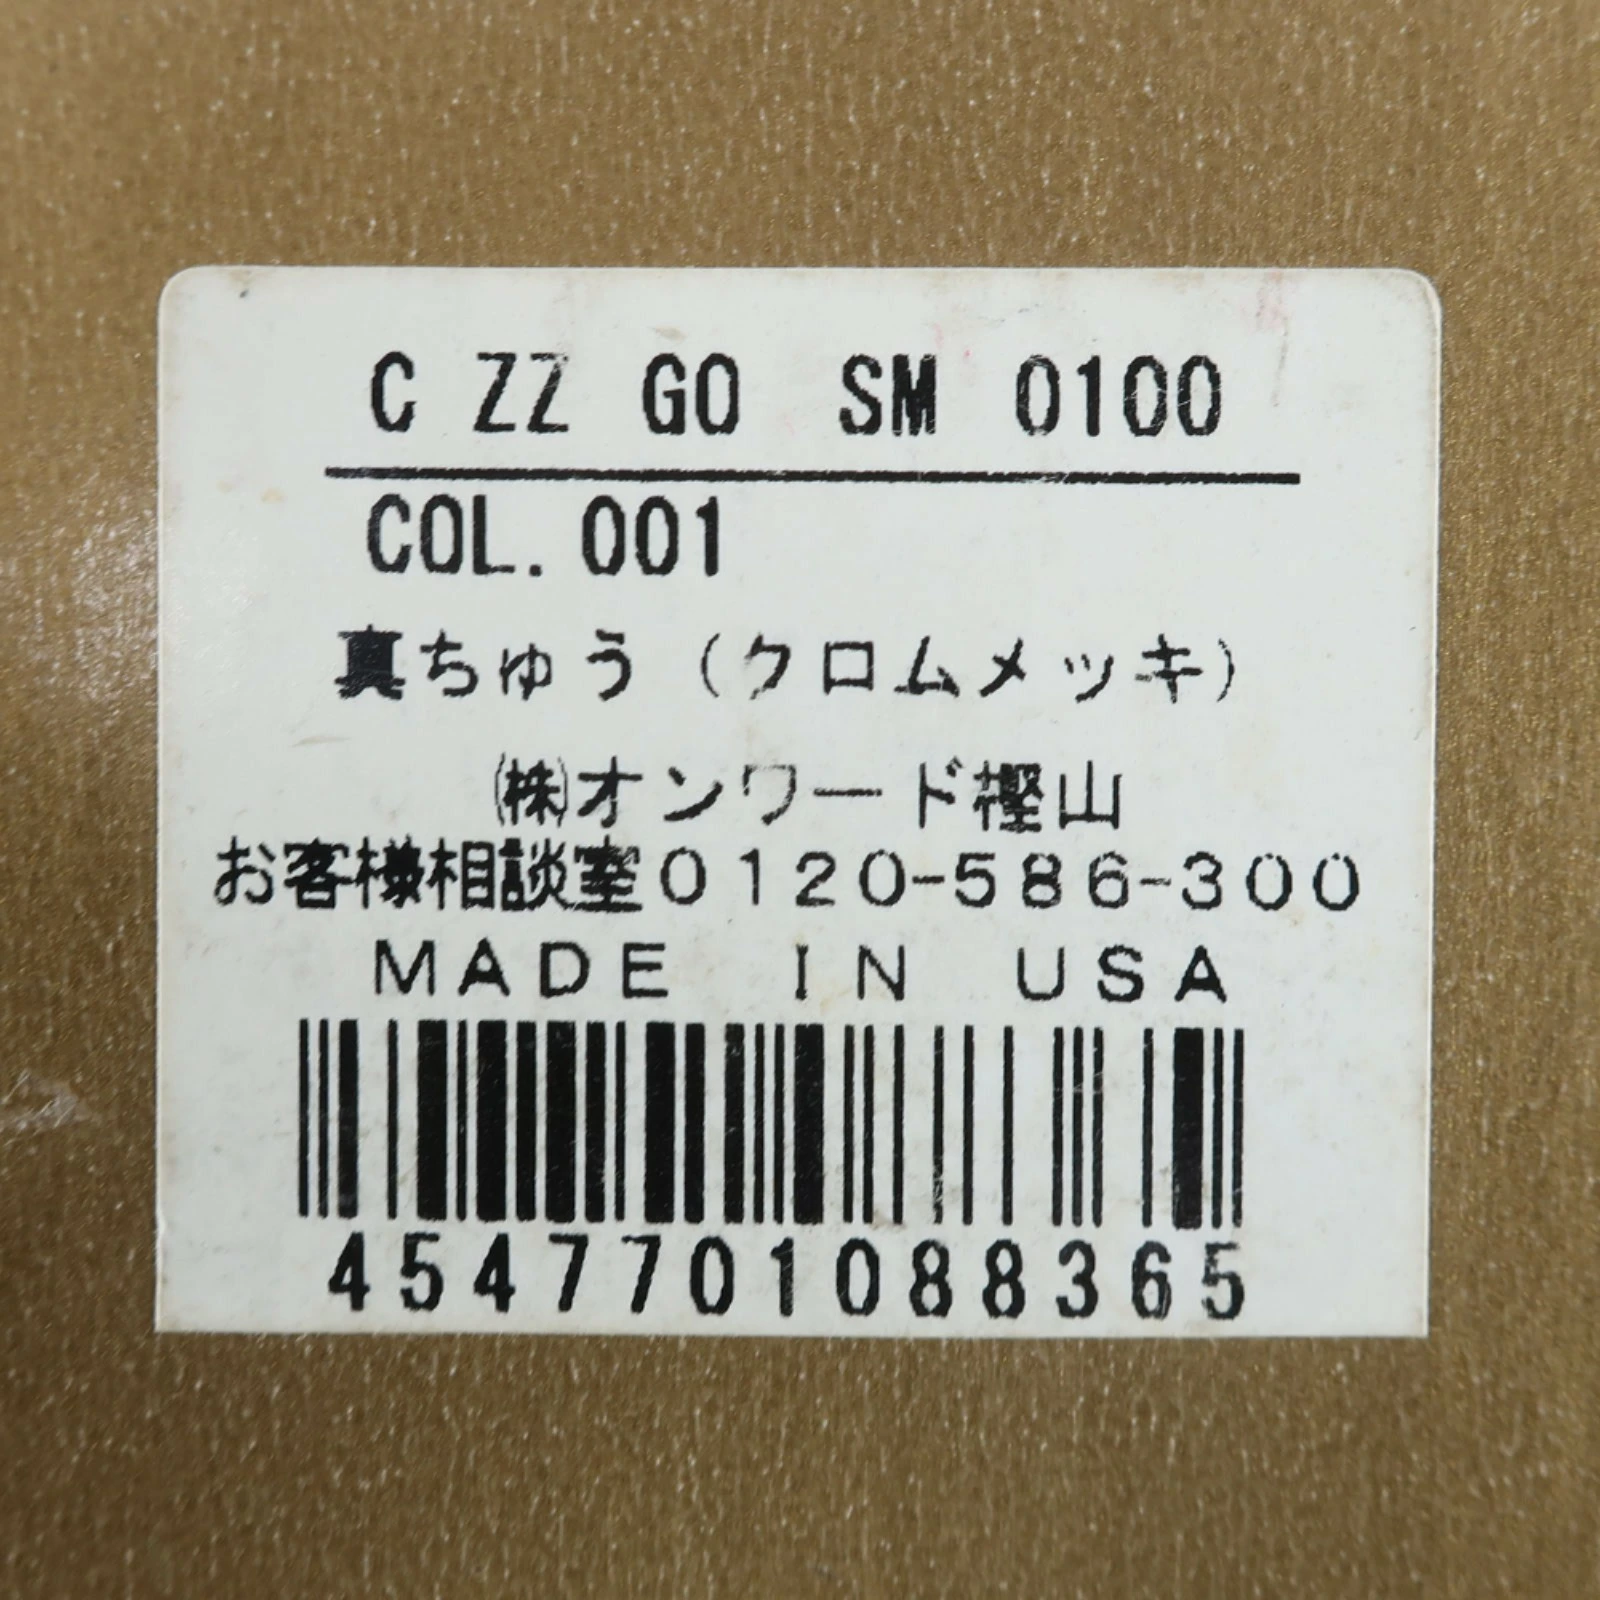 C ZZ GO SM 0100
COL.001
真ちゅう(クロムメッキ)
㈱オンワード樫山
お客様相談室0120-586-300
MADE IN USA
4547701088365